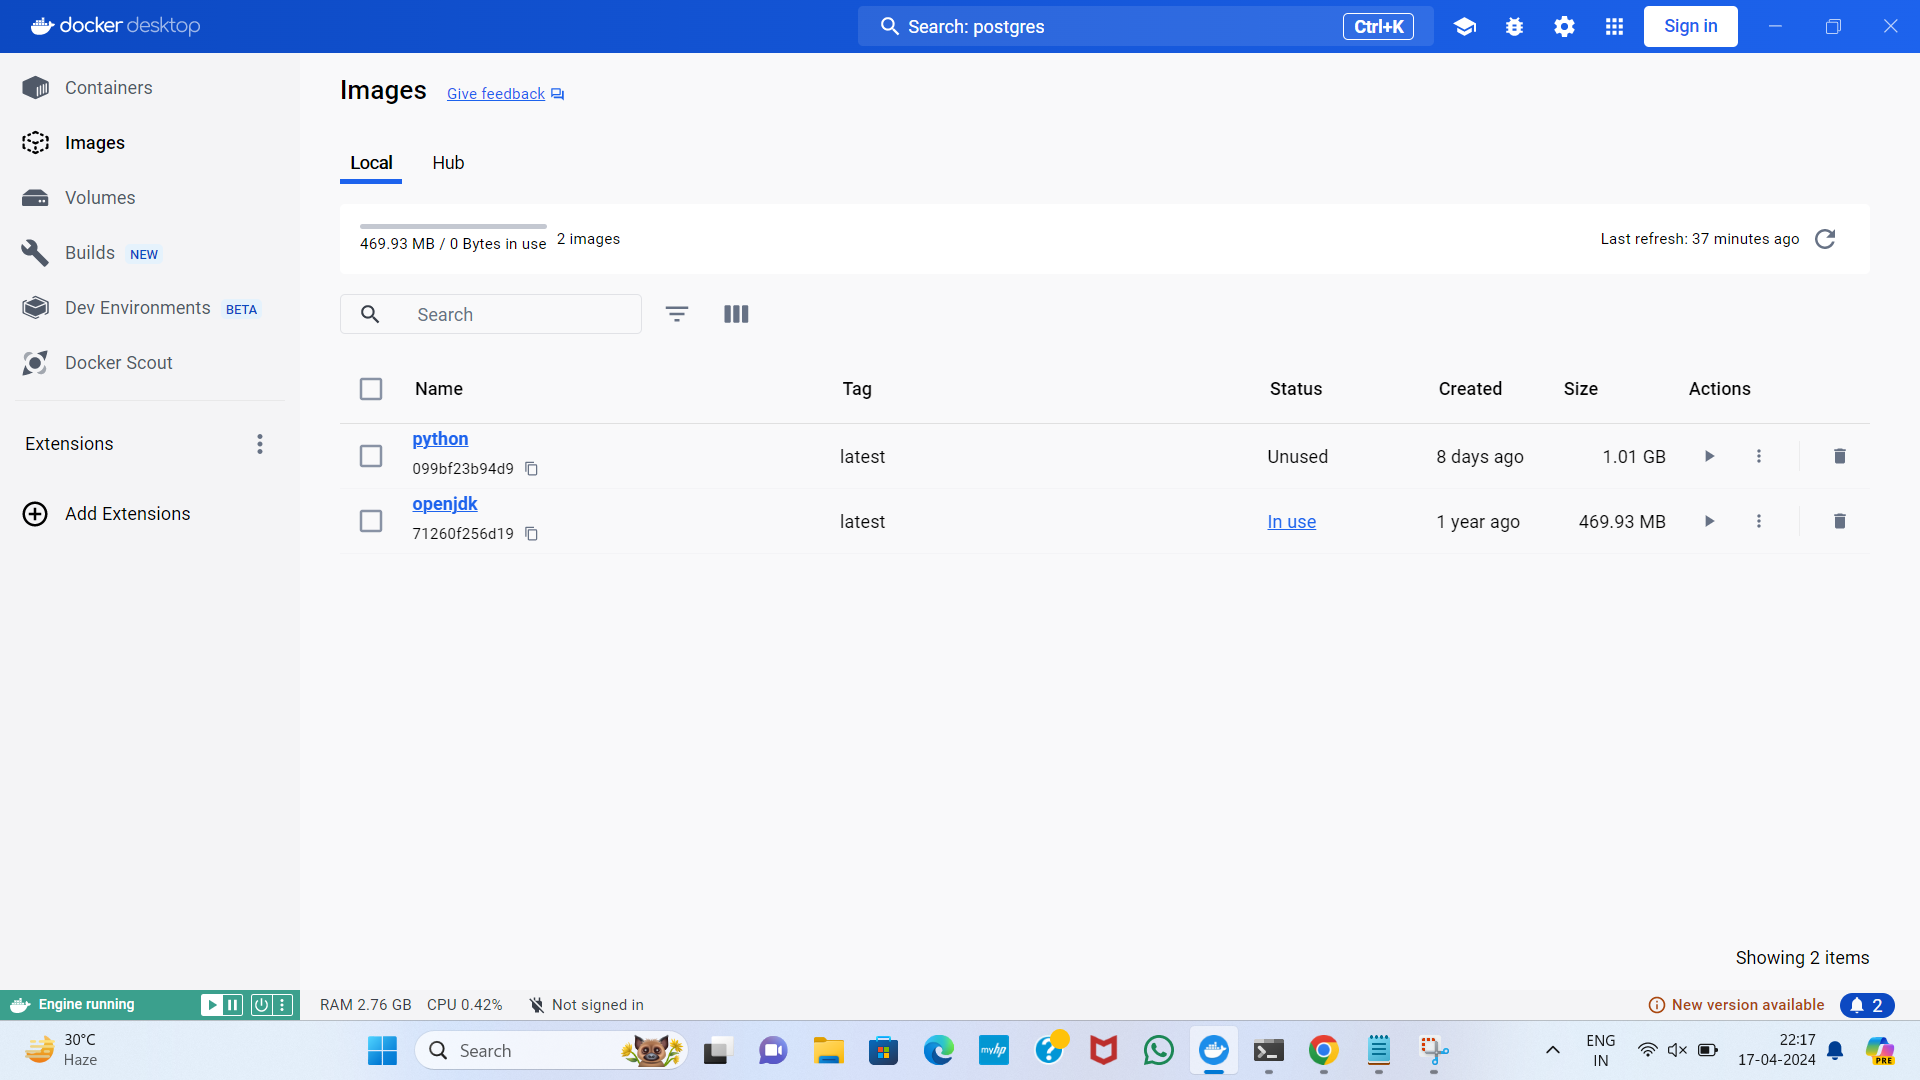 docker desktop
Search: postgres
Ctrl+K
Sign in
Containers
Images
Volumes
Builds NEW
Dev Environments BETA
Docker Scout
Extensions
Add Extensions
Images
Give feedback
Local
Hub
469.93 MB / 0 Bytes in use
2 images
Last refresh: 37 minutes ago
Search
Name Tag Status Created Size Actions
python
099bf23b94d9
latest Unused 8 days ago 1.01 GB
openjdk
71260f256d19
latest In use 1 year ago 469.93 MB
Showing 2 items
Engine running
RAM 2.76 GB CPU 0.42% Not signed in
New version available
2
30°C
Haze
Search
myhp
ENG
IN
22:17
17-04-2024
PRE